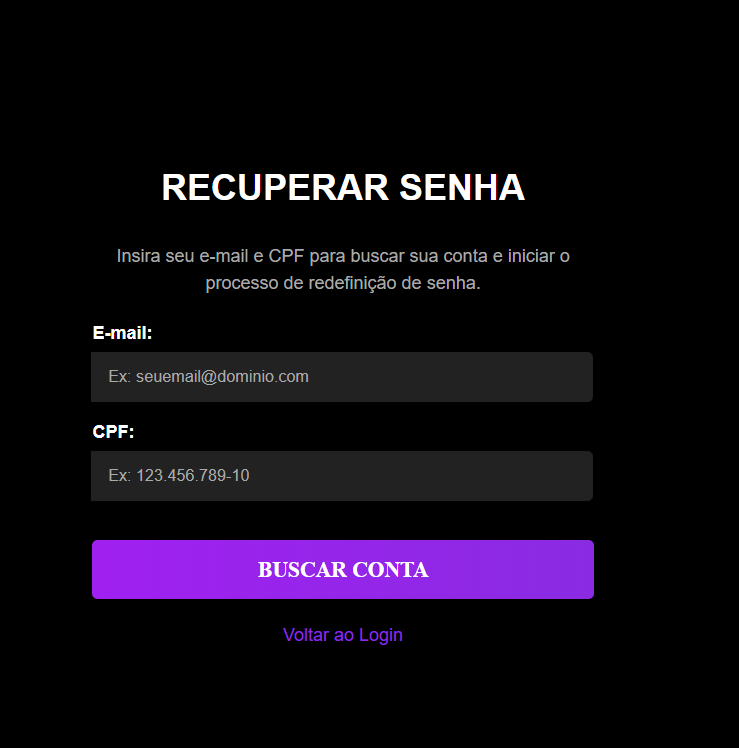 RECUPERAR SENHA
Insira seu e-mail e CPF para buscar sua conta e iniciar o
processo de redefinição de senha.
E-mail:
Ex: seuemail@dominio.com
CPF:
Ex: 123.456.789-10
BUSCAR CONTA
Voltar ao Login